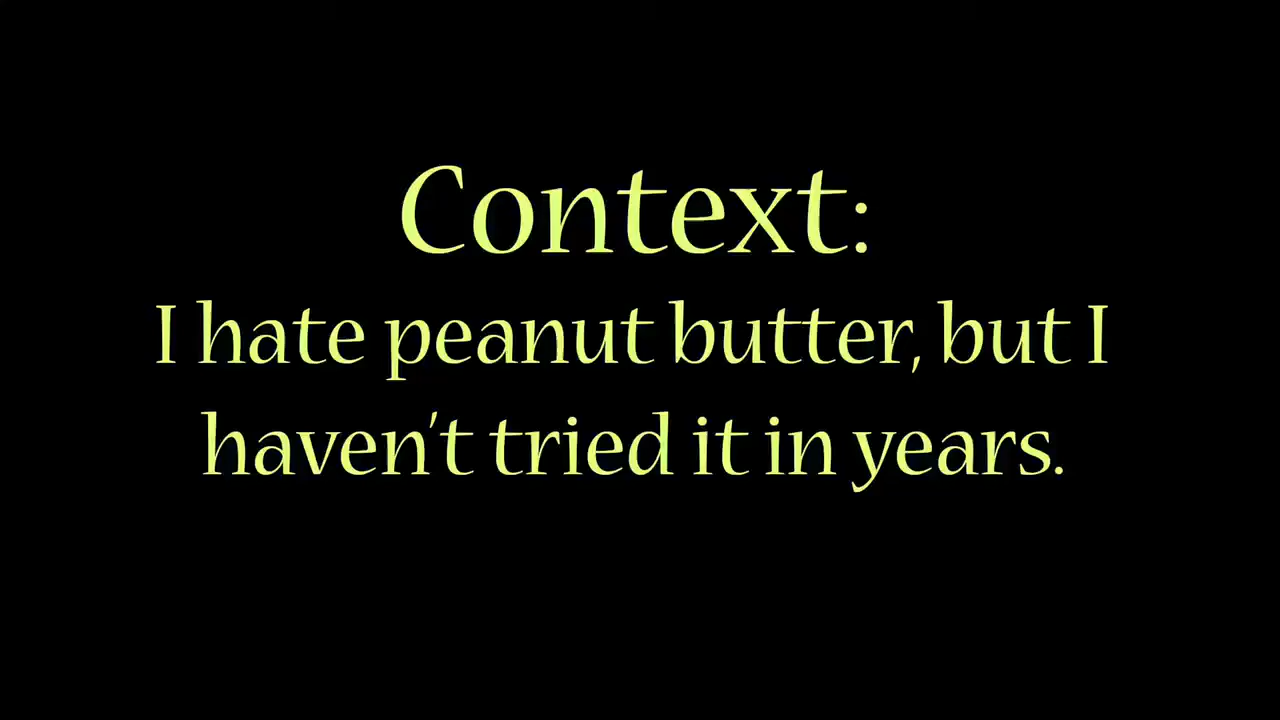 Context:
I hate peanut butter, but I
haven't tried it in years.